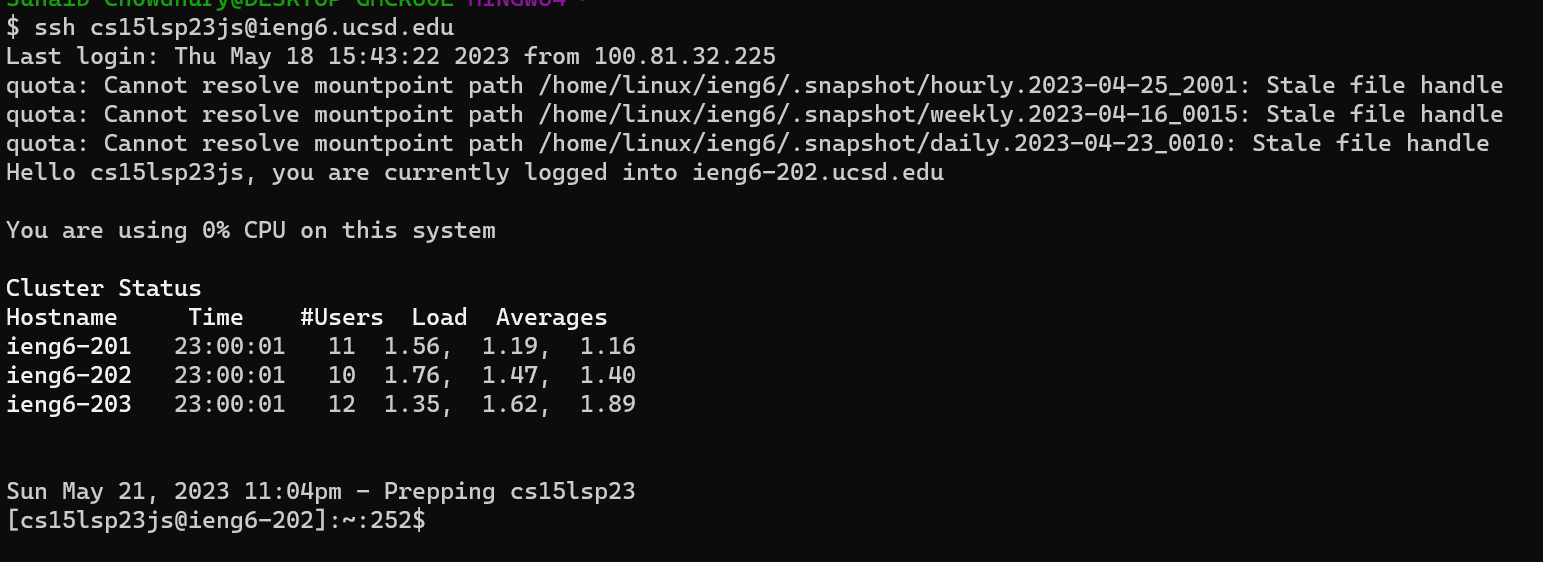 $ ssh cs15lsp23js@ieng6.ucsd.edu
Last login: Thu May 18 15:43:22 2023 from 100.81.32.225
quota: Cannot resolve mountpoint path /home/linux/ieng6/.snapshot/hourly.2023-04-25_2001: Stale file handle
quota: Cannot resolve mountpoint path /home/linux/ieng6/.snapshot/weekly.2023-04-16_0015: Stale file handle
quota: Cannot resolve mountpoint path /home/linux/ieng6/.snapshot/daily.2023-04-23_0010: Stale file handle
Hello cs15lsp23js, you are currently logged into ieng6-202.ucsd.edu
You are using 0% CPU on this system
Cluster Status
Hostname Time #Users Load Averages
ieng6-201 23:00:01 11 1.56, 1.19, 1.16
ieng6-202 23:00:01 10 1.76, 1.47, 1.40
ieng6-203 23:00:01 12 1.35, 1.62, 1.89
Sun May 21, 2023 11:04pm - Prepping cs15lsp23
[cs15lsp23js@ieng6-202]:~:252$